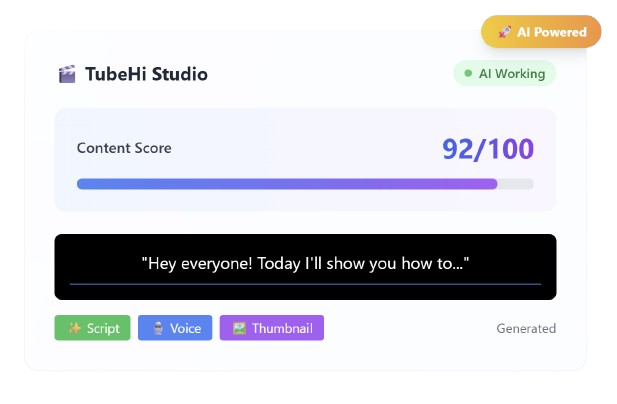 🚀 AI Powered
🎬 TubeHi Studio
AI Working
Content Score
92/100
"Hey everyone! Today I'll show you how to..."
✨ Script
🎙️ Voice
🖼️ Thumbnail
Generated